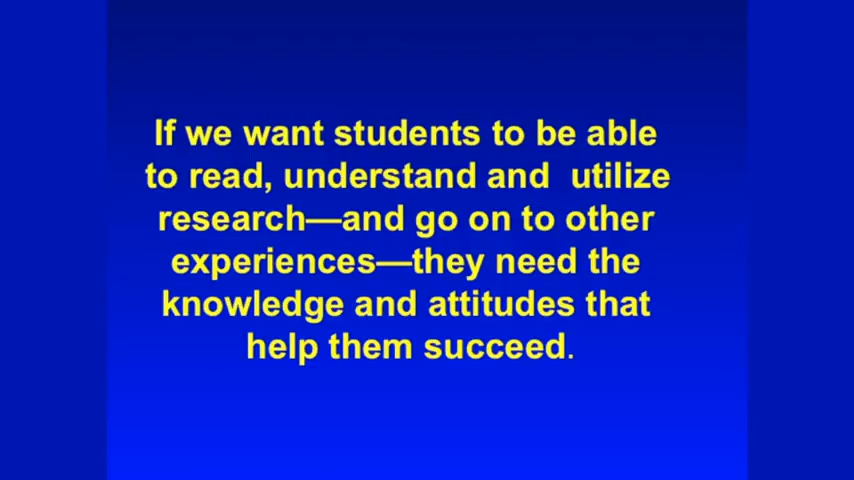 If we want students to be able
to read, understand and  utilize
research—and go on to other
experiences—they need the
knowledge and attitudes that
help them succeed.